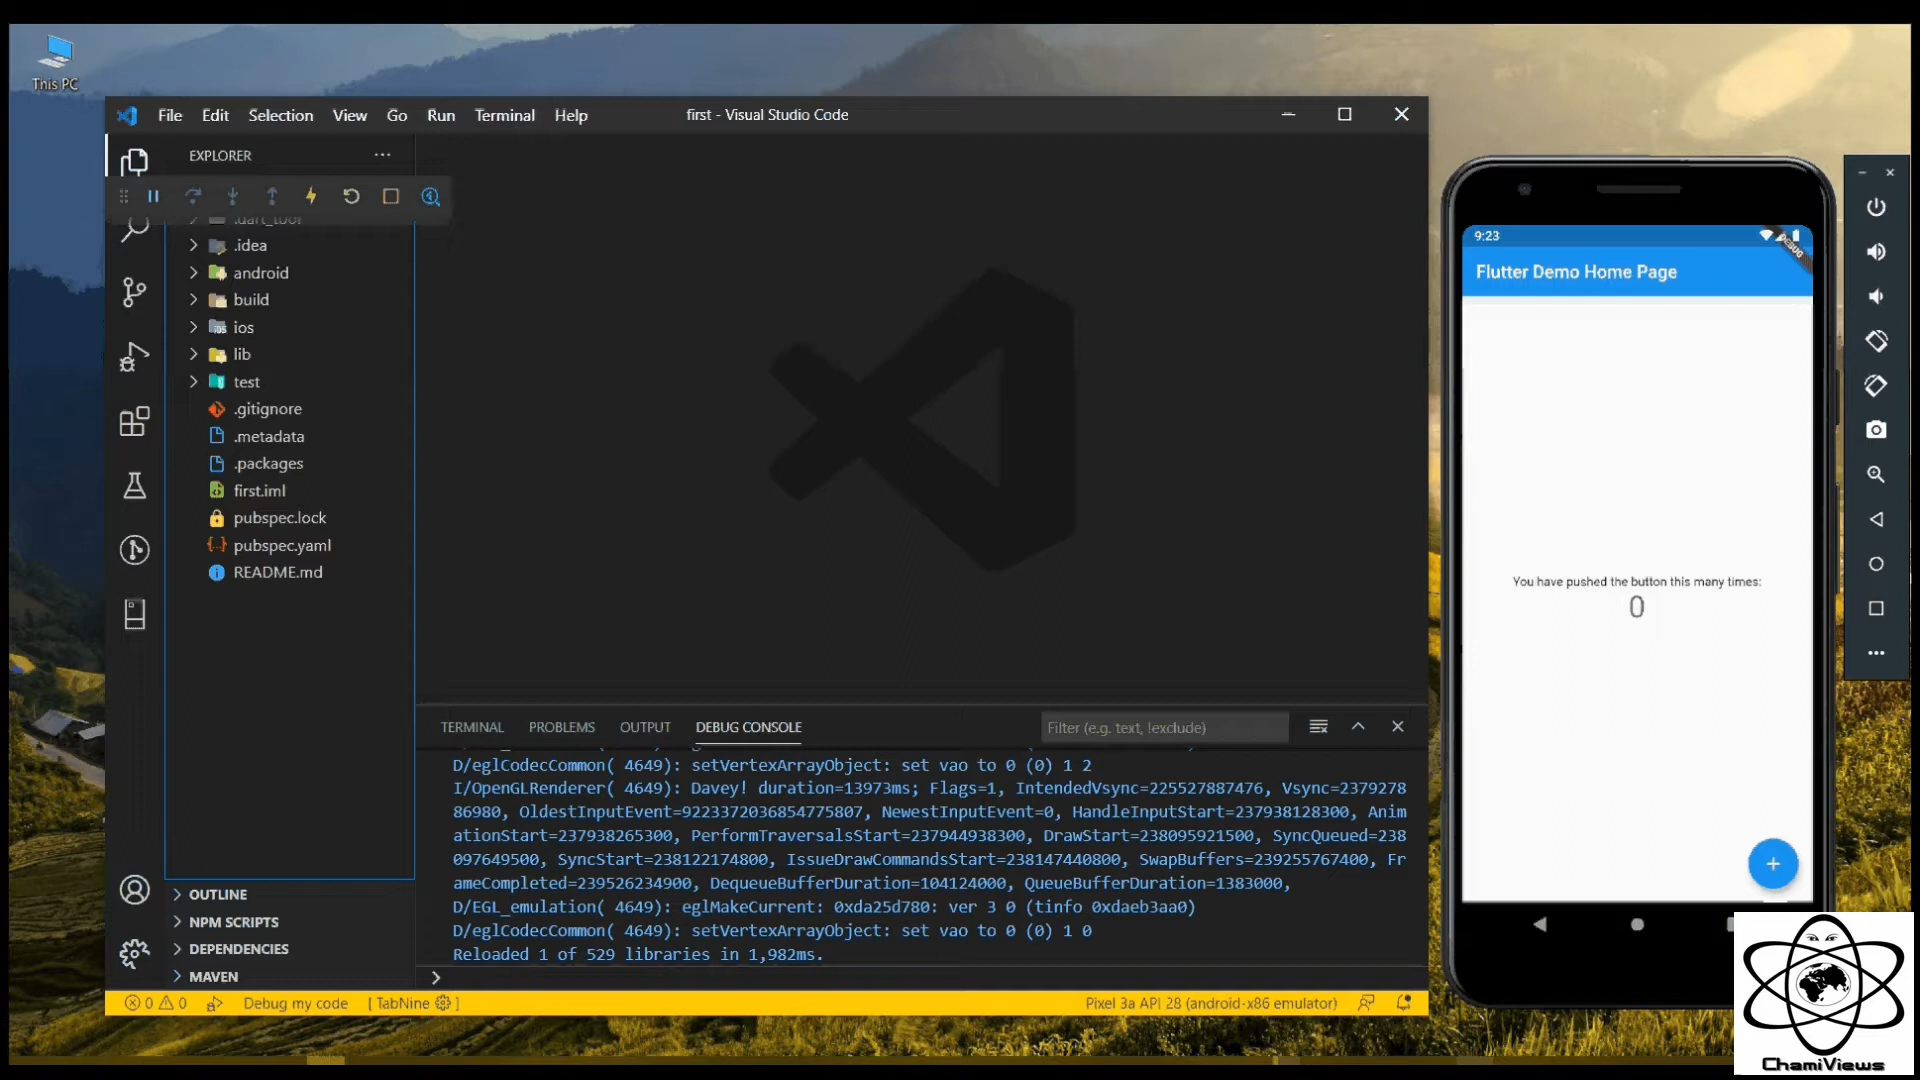 This PC
File Edit Selection View Go Run Terminal Help
first - Visual Studio Code
EXPLORER
.dart_tool
.idea
android
build
ios
lib
test
.gitignore
.metadata
.packages
first.iml
pubspec.lock
pubspec.yaml
README.md
OUTLINE
NPM SCRIPTS
DEPENDENCIES
MAVEN
TERMINAL PROBLEMS OUTPUT DEBUG CONSOLE
Filter (e.g. text, !exclude)
D/eglCodecCommon( 4649): setVertexArrayObject: set vao to 0 (0) 1 2
I/OpenGLRenderer( 4649): Davey! duration=13973ms; Flags=1, IntendedVsync=225527887476, Vsync=2379278
86980, OldestInputEvent=9223372036854775807, NewestInputEvent=0, HandleInputStart=237938128300, Anim
ationStart=237938265300, PerformTraversalsStart=237944938300, DrawStart=238095921500, SyncQueued=238
097649500, SyncStart=238122174800, IssueDrawCommandsStart=238147440800, SwapBuffers=239255767400, Fr
ameCompleted=239526234900, DequeueBufferDuration=104124000, QueueBufferDuration=1383000,
D/EGL_emulation( 4649): eglMakeCurrent: 0xda25d780: ver 3 0 (tinfo 0xdaeb3aa0)
D/eglCodecCommon( 4649): setVertexArrayObject: set vao to 0 (0) 1 0
Reloaded 1 of 529 libraries in 1,982ms.
0 0 Debug my code [ TabNine ]
Pixel 3a API 28 (android-x86 emulator)
9:23
DEBUG
Flutter Demo Home Page
You have pushed the button this many times:
0
ChamiViews